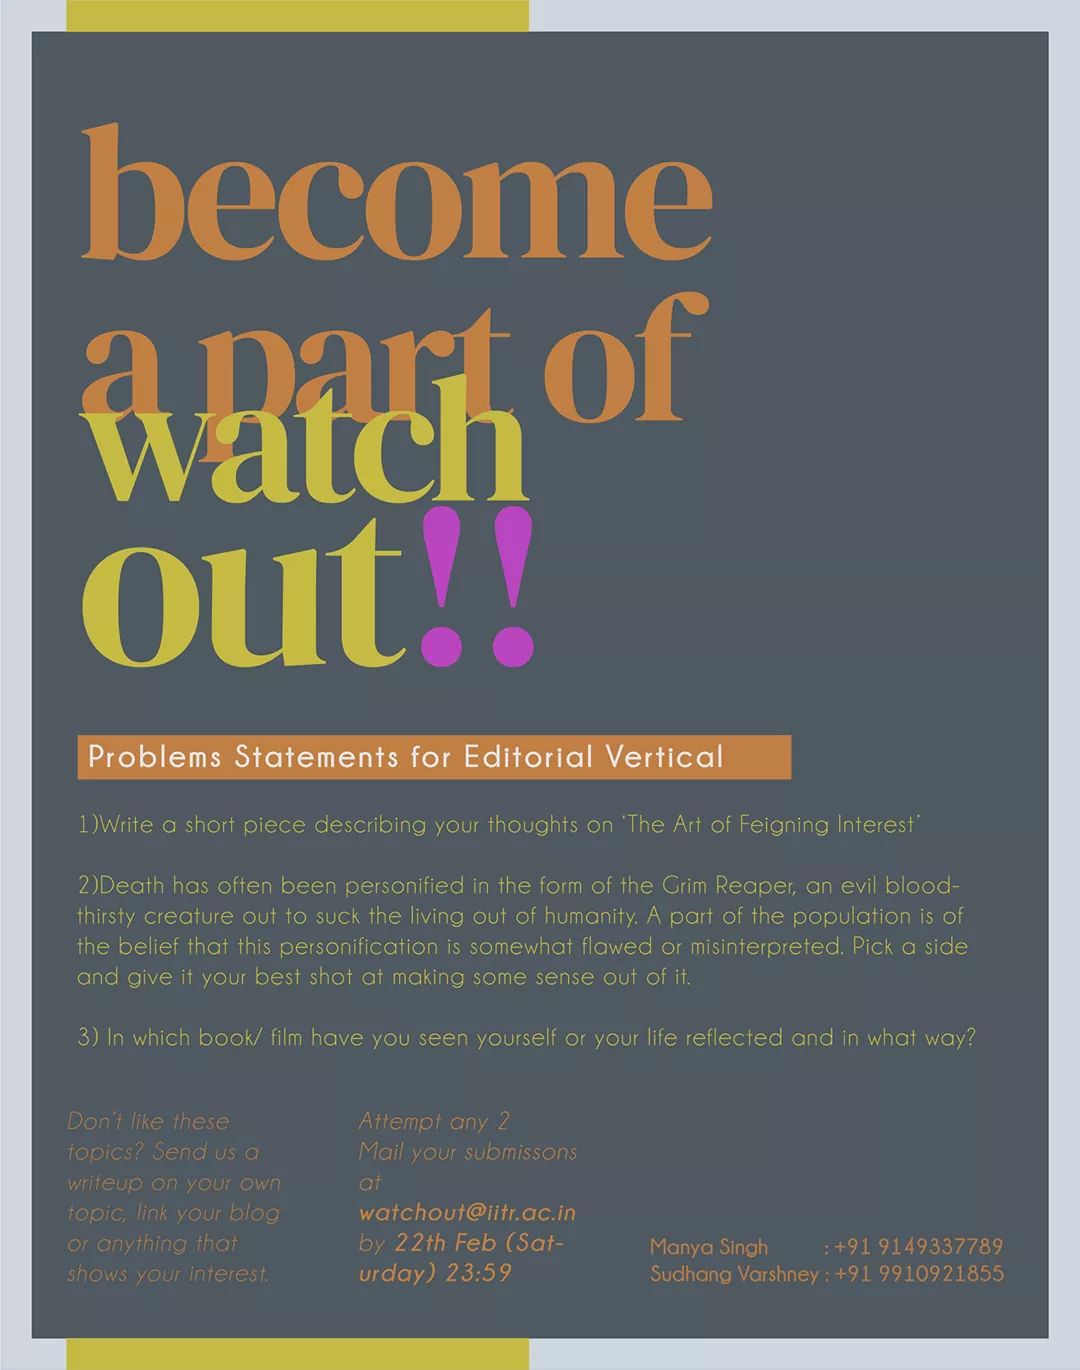 become
a part of
watch
out!!
Problems Statements for Editorial Vertical
1)Write a short piece describing your thoughts on ‘The Art of Feigning Interest’
2)Death has often been personified in the form of the Grim Reaper, an evil blood-
thirsty creature out to suck the living out of humanity. A part of the population is of
the belief that this personification is somewhat flawed or misinterpreted. Pick a side
and give it your best shot at making some sense out of it.
3) In which book/ film have you seen yourself or your life reflected and in what way?
Don't like these
topics? Send us a
writeup on your own
topic, link your blog
or anything that
shows your interest.
Attempt any 2
Mail your submissons
at
watchout@iitr.ac.in
by 22th Feb (Sat-
urday) 23:59
Manya Singh : +91 9149337789
Sudhang Varshney : +91 9910921855